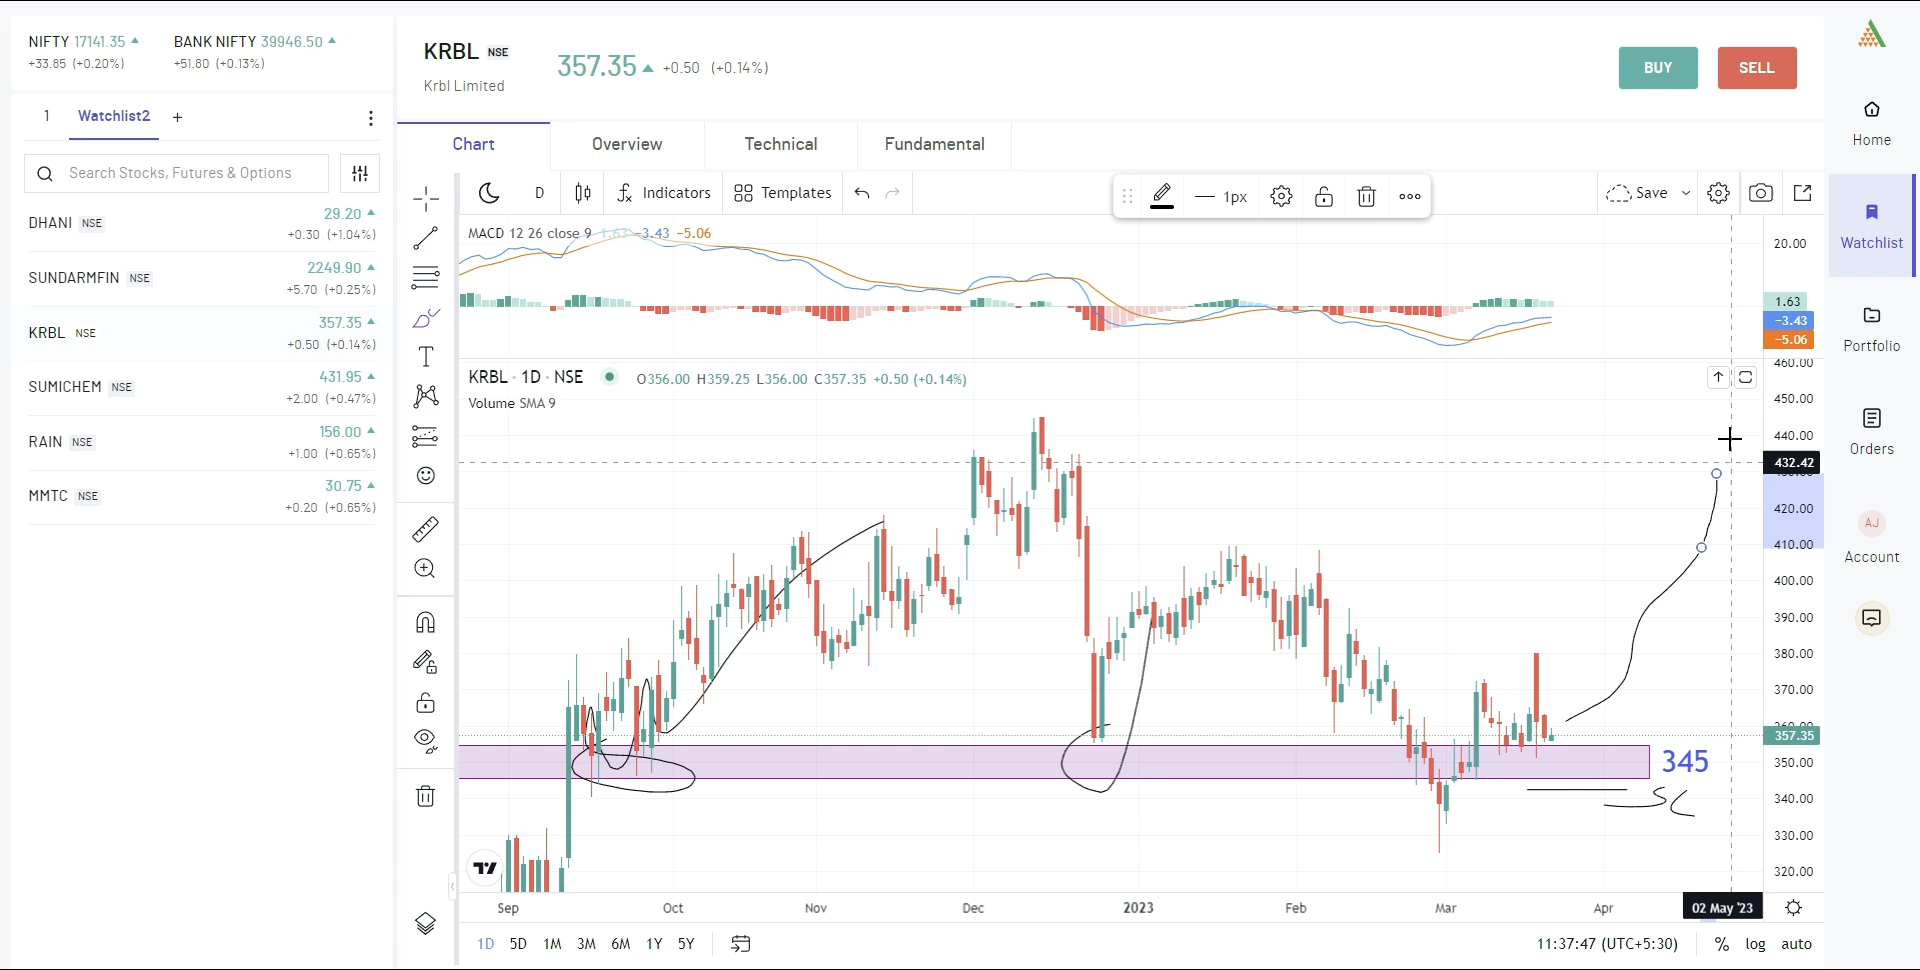 NIFTY 17141.35
+33.85 (+0.20%)
BANK NIFTY 39946.50
+51.80 (+0.13%)
KRBL NSE
Krbl Limited
357.35 +0.50 (+0.14%)
BUY
SELL
1 Watchlist2 +
Search Stocks, Futures & Options
DHANI NSE 29.20
+0.30 (+1.04%)
SUNDARMFIN NSE 2249.90
+5.70 (+0.25%)
KRBL NSE 357.35
+0.50 (+0.14%)
SUMICHEM NSE 431.95
+2.00 (+0.47%)
RAIN NSE 156.00
+1.00 (+0.65%)
MMTC NSE 30.75
+0.20 (+0.65%)
Chart Overview Technical Fundamental
D Indicators Templates 1px Save
MACD 12 26 close 9 1.63 −3.43 −5.06
20.00
1.63
−3.43
−5.06
KRBL · 1D · NSE O356.00 H359.25 L356.00 C357.35 +0.50 (+0.14%)
Volume SMA 9
460.00
450.00
440.00
432.42
420.00
410.00
400.00
390.00
380.00
370.00
360.00
357.35
350.00
340.00
330.00
320.00
345
SL
Sep Oct Nov Dec 2023 Feb Mar Apr 02 May '23
1D 5D 1M 3M 6M 1Y 5Y 11:37:47 (UTC+5:30) % log auto
Home
Watchlist
Portfolio
Orders
AJ
Account